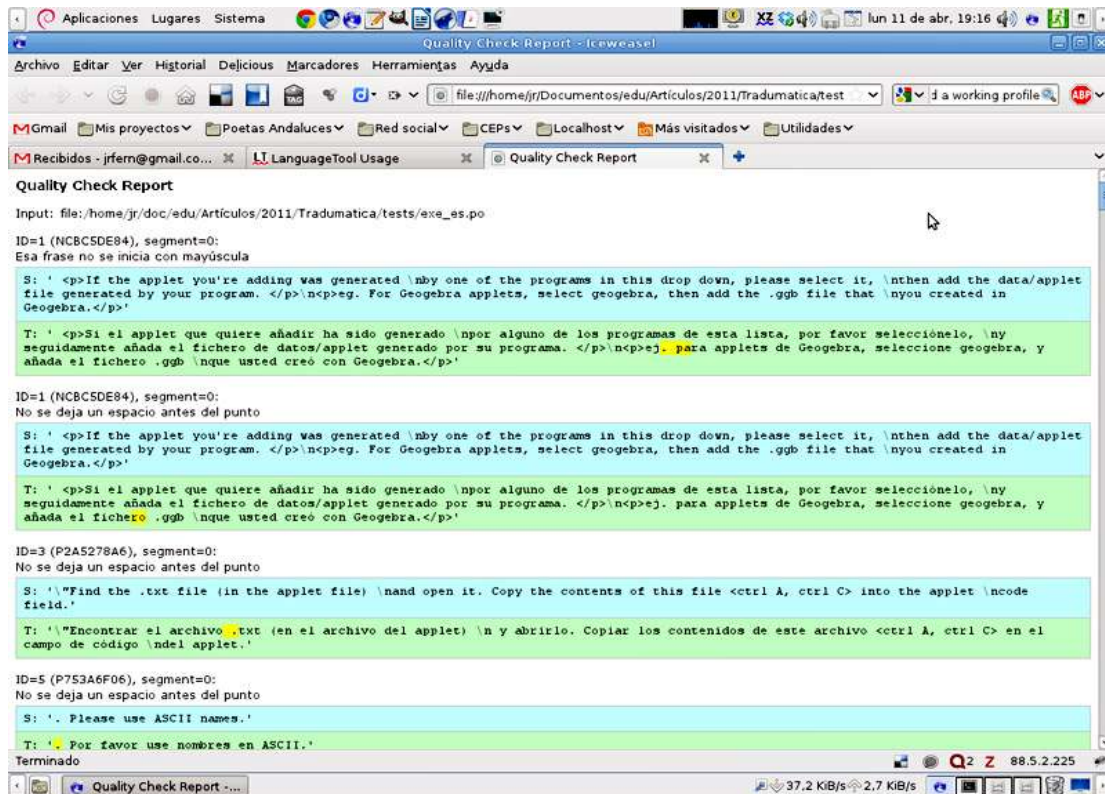 Aplicaciones Lugares Sistema lun 11 de abr, 19:16
Quality Check Report - Iceweasel
Archivo Editar Ver Historial Delicious Marcadores Herramientas Ayuda
file:///home/jr/Documentos/edu/Artículos/2011/Tradumatica/test d a working profile ABP
Gmail Mis proyectos Poetas Andaluces Red social CEPs Localhost Más visitados Utilidades
Recibidos - jrfern@gmail.co... LT LanguageTool Usage Quality Check Report
Quality Check Report
Input: file:/home/jr/doc/edu/Artículos/2011/Tradumatica/tests/exe_es.po
ID=1 (NCBC5DE84), segment=0:
Esa frase no se inicia con mayúscula
S: ' <p>If the applet you're adding was generated \nby one of the programs in this drop down, please select it, \nthen add the data/applet
file generated by your program. </p>\n<p>eg. For Geogebra applets, select geogebra, then add the .ggb file that \nyou created in
Geogebra.</p>'
T: ' <p>Si el applet que quiere añadir ha sido generado \npor alguno de los programas de esta lista, por favor selecciónelo, \ny
seguidamente añada el fichero de datos/applet generado por su programa. </p>\n<p>ej. para applets de Geogebra, seleccione geogebra, y
añada el fichero .ggb \nque usted creó con Geogebra.</p>'
ID=1 (NCBC5DE84), segment=0:
No se deja un espacio antes del punto
S: ' <p>If the applet you're adding was generated \nby one of the programs in this drop down, please select it, \nthen add the data/applet
file generated by your program. </p>\n<p>eg. For Geogebra applets, select geogebra, then add the .ggb file that \nyou created in
Geogebra.</p>'
T: ' <p>Si el applet que quiere añadir ha sido generado \npor alguno de los programas de esta lista, por favor selecciónelo, \ny
seguidamente añada el fichero de datos/applet generado por su programa. </p>\n<p>ej. para applets de Geogebra, seleccione geogebra, y
añada el fichero .ggb \nque usted creó con Geogebra.</p>'
ID=3 (P2A5278A6), segment=0:
No se deja un espacio antes del punto
S: '\"Find the .txt file (in the applet file) \nand open it. Copy the contents of this file <ctrl A, ctrl C> into the applet \ncode
field.'
T: '\"Encontrar el archivo .txt (en el archivo del applet) \n y abrirlo. Copiar los contenidos de este archivo <ctrl A, ctrl C> en el
campo de código \ndel applet.'
ID=5 (P753A6F06), segment=0:
No se deja un espacio antes del punto
S: '. Please use ASCII names.'
T: '. Por favor use nombres en ASCII.'
Terminado 2 Z 88.5.2.225
Quality Check Report -... 37,2 KiB/s 2,7 KiB/s